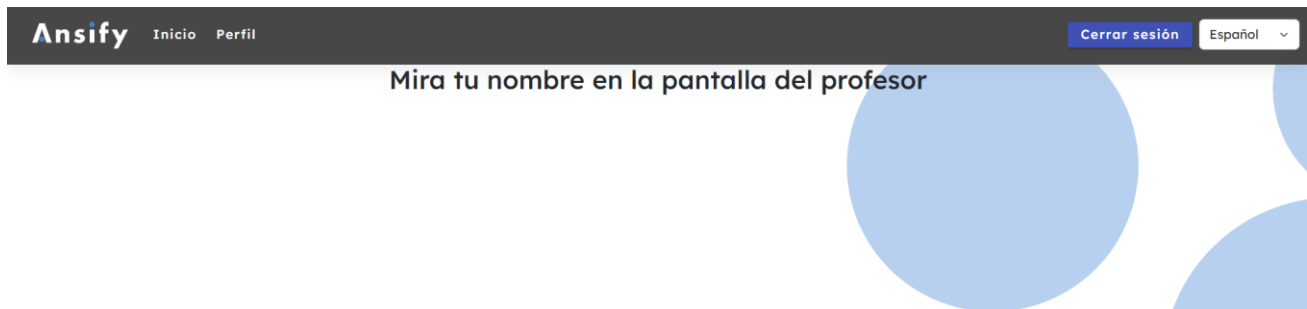 Ansify Inicio Perfil Cerrar sesión Español
Mira tu nombre en la pantalla del profesor